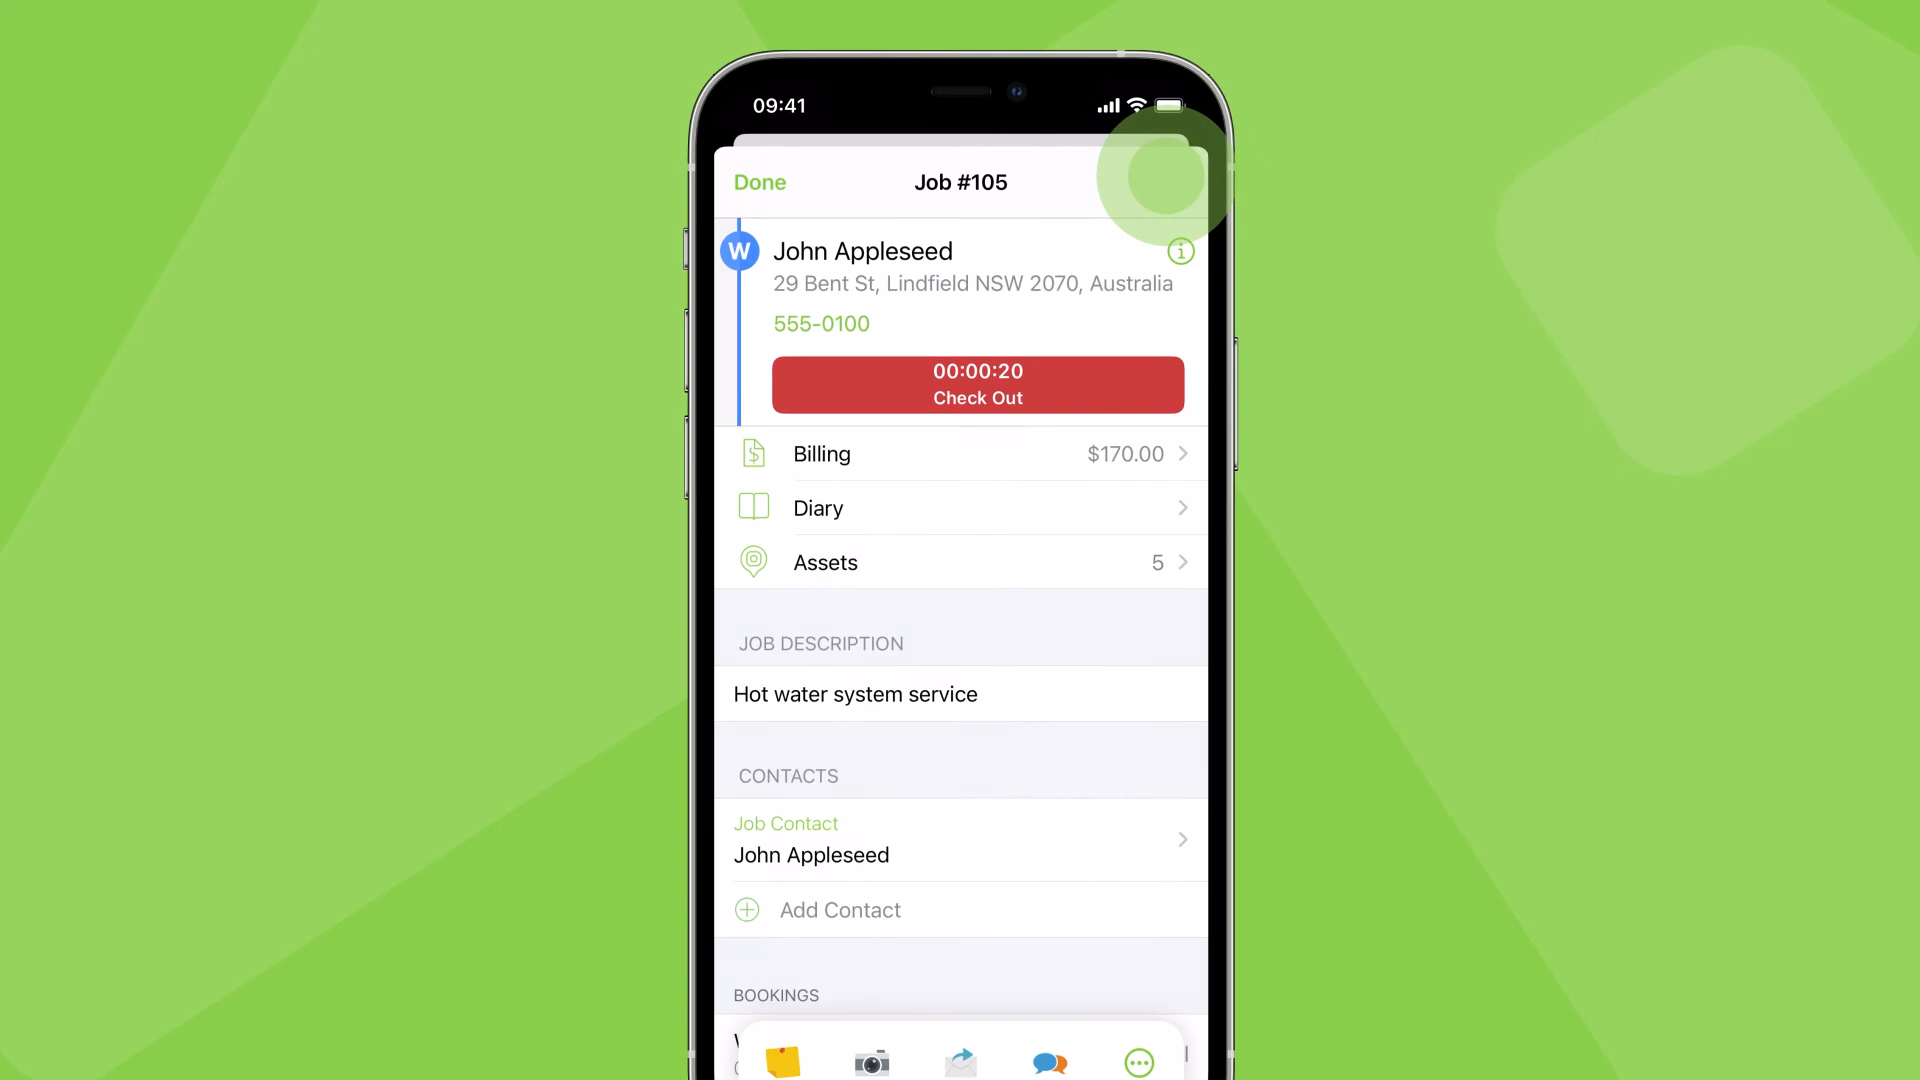 09:41
Done
Job #105
W
John Appleseed
29 Bent St, Lindfield NSW 2070, Australia
555-0100
00:00:20
Check Out
Billing
$170.00
Diary
Assets
5
JOB DESCRIPTION
Hot water system service
CONTACTS
Job Contact
John Appleseed
Add Contact
BOOKINGS